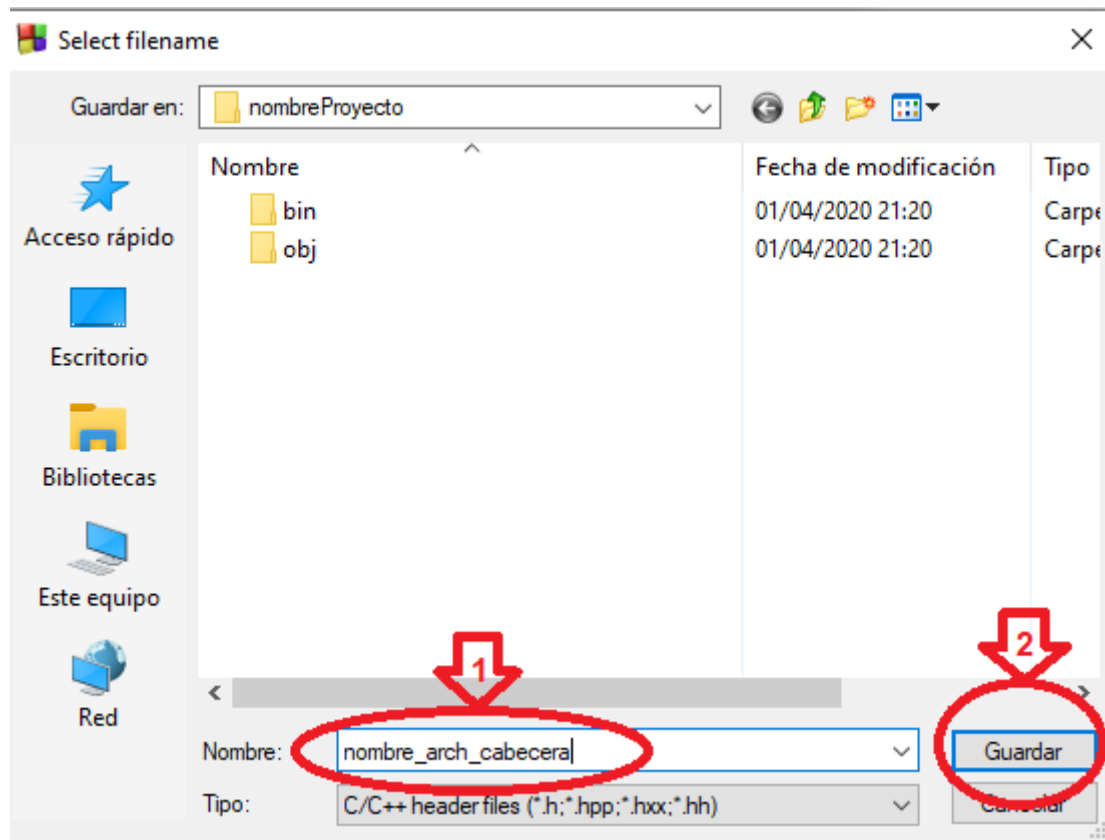 Select filename
Guardar en: nombreProyecto
Nombre Fecha de modificación Tipo
bin 01/04/2020 21:20 Carpe
obj 01/04/2020 21:20 Carpe
Acceso rápido
Escritorio
Bibliotecas
Este equipo
Red
1
2
Nombre: nombre_arch_cabecera Guardar
Tipo: C/C++ header files (*.h;*.hpp;*.hxx;*.hh) Cancelar